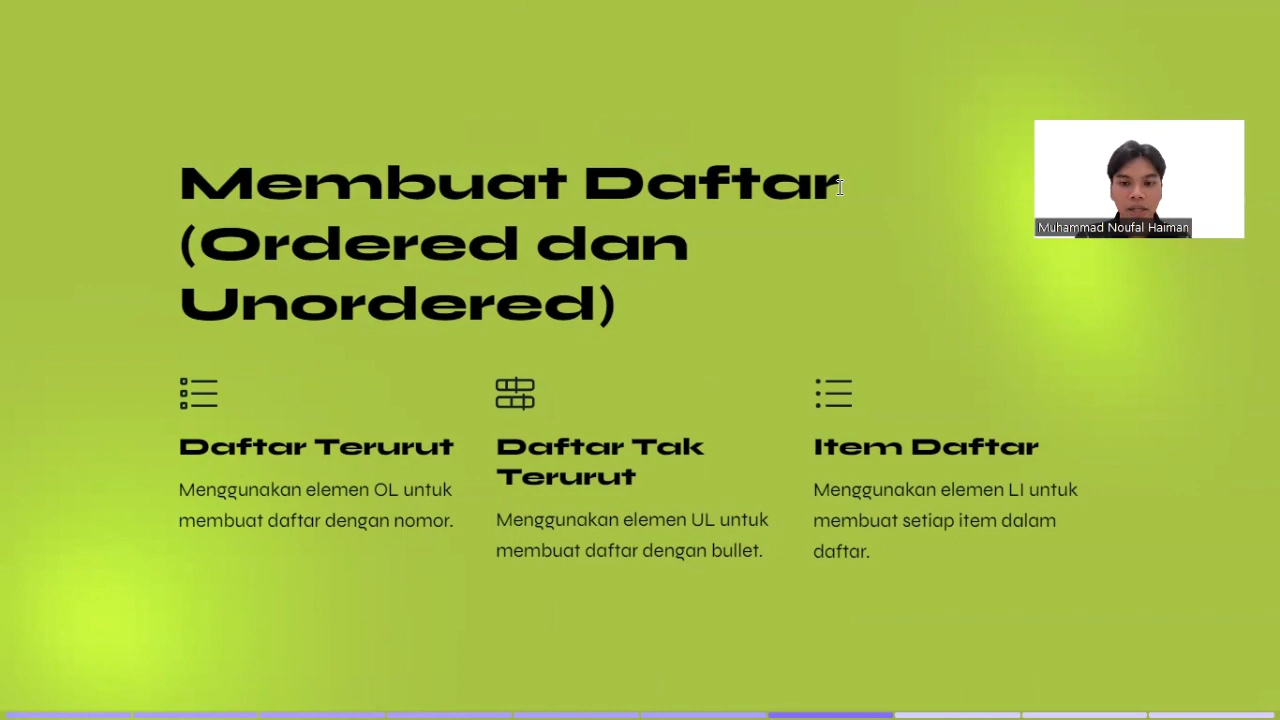 Membuat Daftar
(Ordered dan
Unordered)
Muhammad Noufal Haiman
Daftar Terurut
Menggunakan elemen OL untuk
membuat daftar dengan nomor.
Daftar Tak
Terurut
Menggunakan elemen UL untuk
membuat daftar dengan bullet.
Item Daftar
Menggunakan elemen LI untuk
membuat setiap item dalam
daftar.